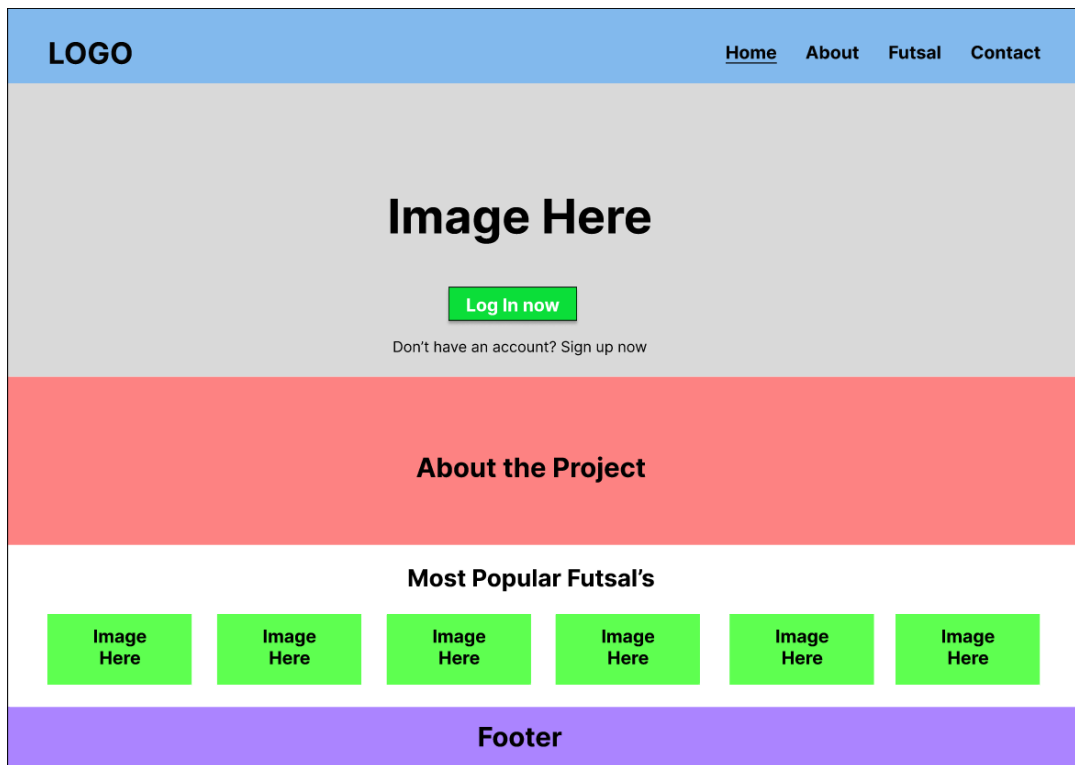 LOGO
Home About Futsal Contact
Image Here
Log In now
Don’t have an account? Sign up now
About the Project
Most Popular Futsal’s
Image
Here
Image
Here
Image
Here
Image
Here
Image
Here
Image
Here
Footer